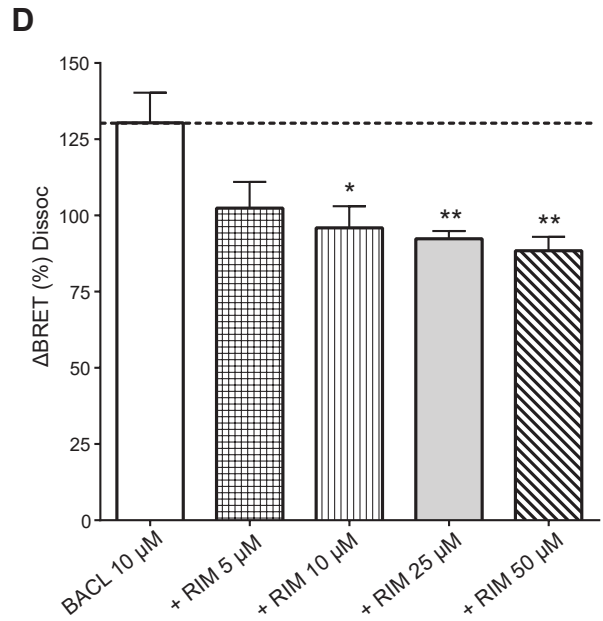 D
ΔBRET (%) Dissoc
150
125
100
75
50
25
0
*
**
**
BACL 10 μM
+ RIM 5 μM
+ RIM 10 μM
+ RIM 25 μM
+ RIM 50 μM